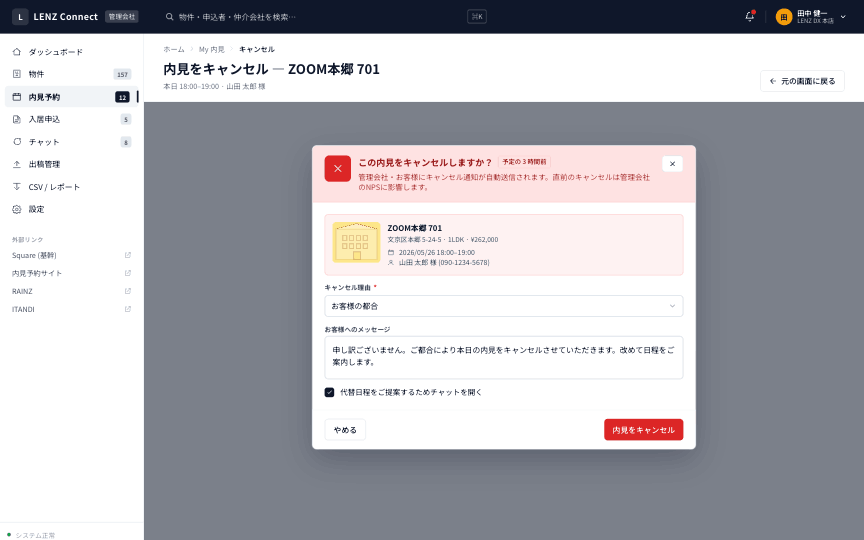 L LENZ Connect 管理会社
物件・申込者・仲介会社を検索…
⌘K
田 田中 健一
LENZ DX 本店
ダッシュボード
物件 157
内見予約 12
入居申込 5
チャット 8
出稿管理
CSV / レポート
設定
外部リンク
Square (基幹)
内見予約サイト
RAINZ
ITANDI
システム正常
ホーム My 内見 キャンセル
内見をキャンセル — ZOOM本郷 701
本日 18:00–19:00・山田 太郎 様
← 元の画面に戻る
この内見をキャンセルしますか? 予定の 3 時間前
管理会社・お客様にキャンセル通知が自動送信されます。直前のキャンセルは管理会社
のNPSに影響します。
ZOOM本郷 701
文京区本郷 5-24-5・1LDK・¥262,000
2026/05/26 18:00–19:00
山田 太郎 様 (090-1234-5678)
キャンセル理由 *
お客様の都合
お客様へのメッセージ
申し訳ございません。ご都合により本日の内見をキャンセルさせていただきます。改めて日程をご
案内します。
代替日程をご提案するためチャットを開く
やめる
内見をキャンセル